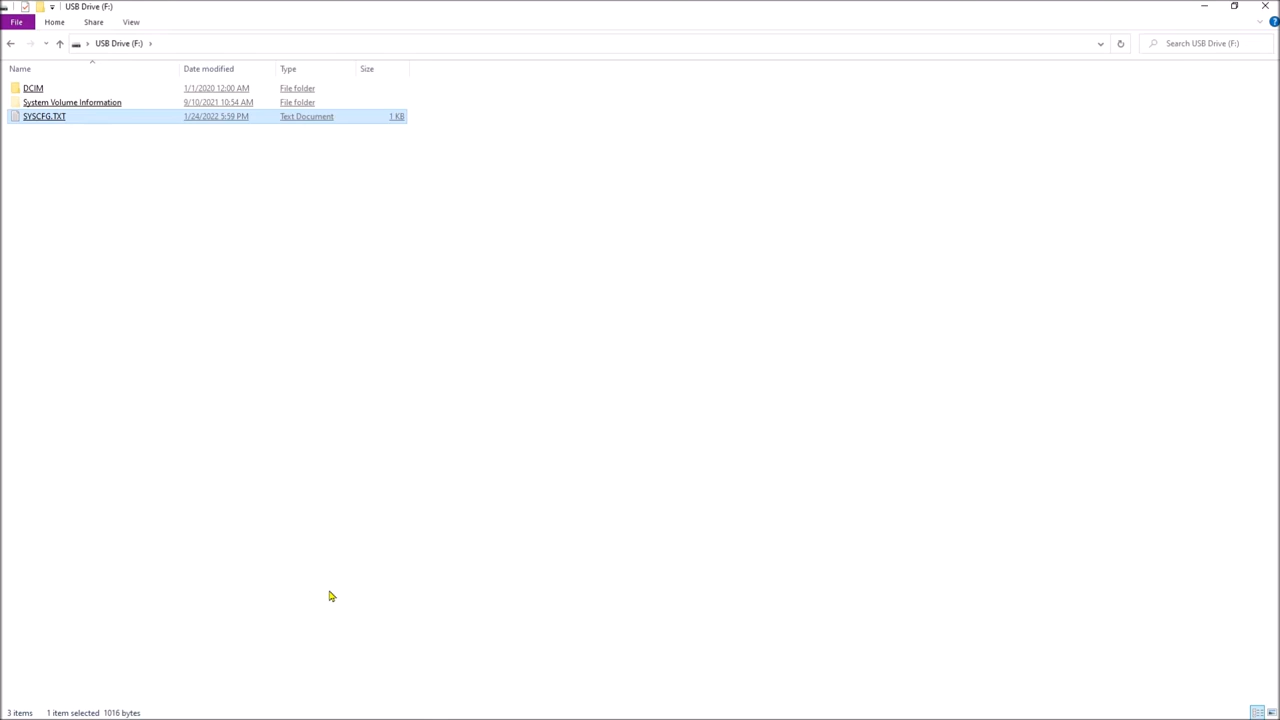 USB Drive (F:)
File Home Share View
USB Drive (F:)
Search USB Drive (F:)
Name Date modified Type Size
DCIM 1/1/2020 12:00 AM File folder
System Volume Information 9/10/2021 10:54 AM File folder
SYSCFG.TXT 1/24/2022 5:59 PM Text Document 1 KB
3 items 1 item selected 1016 bytes